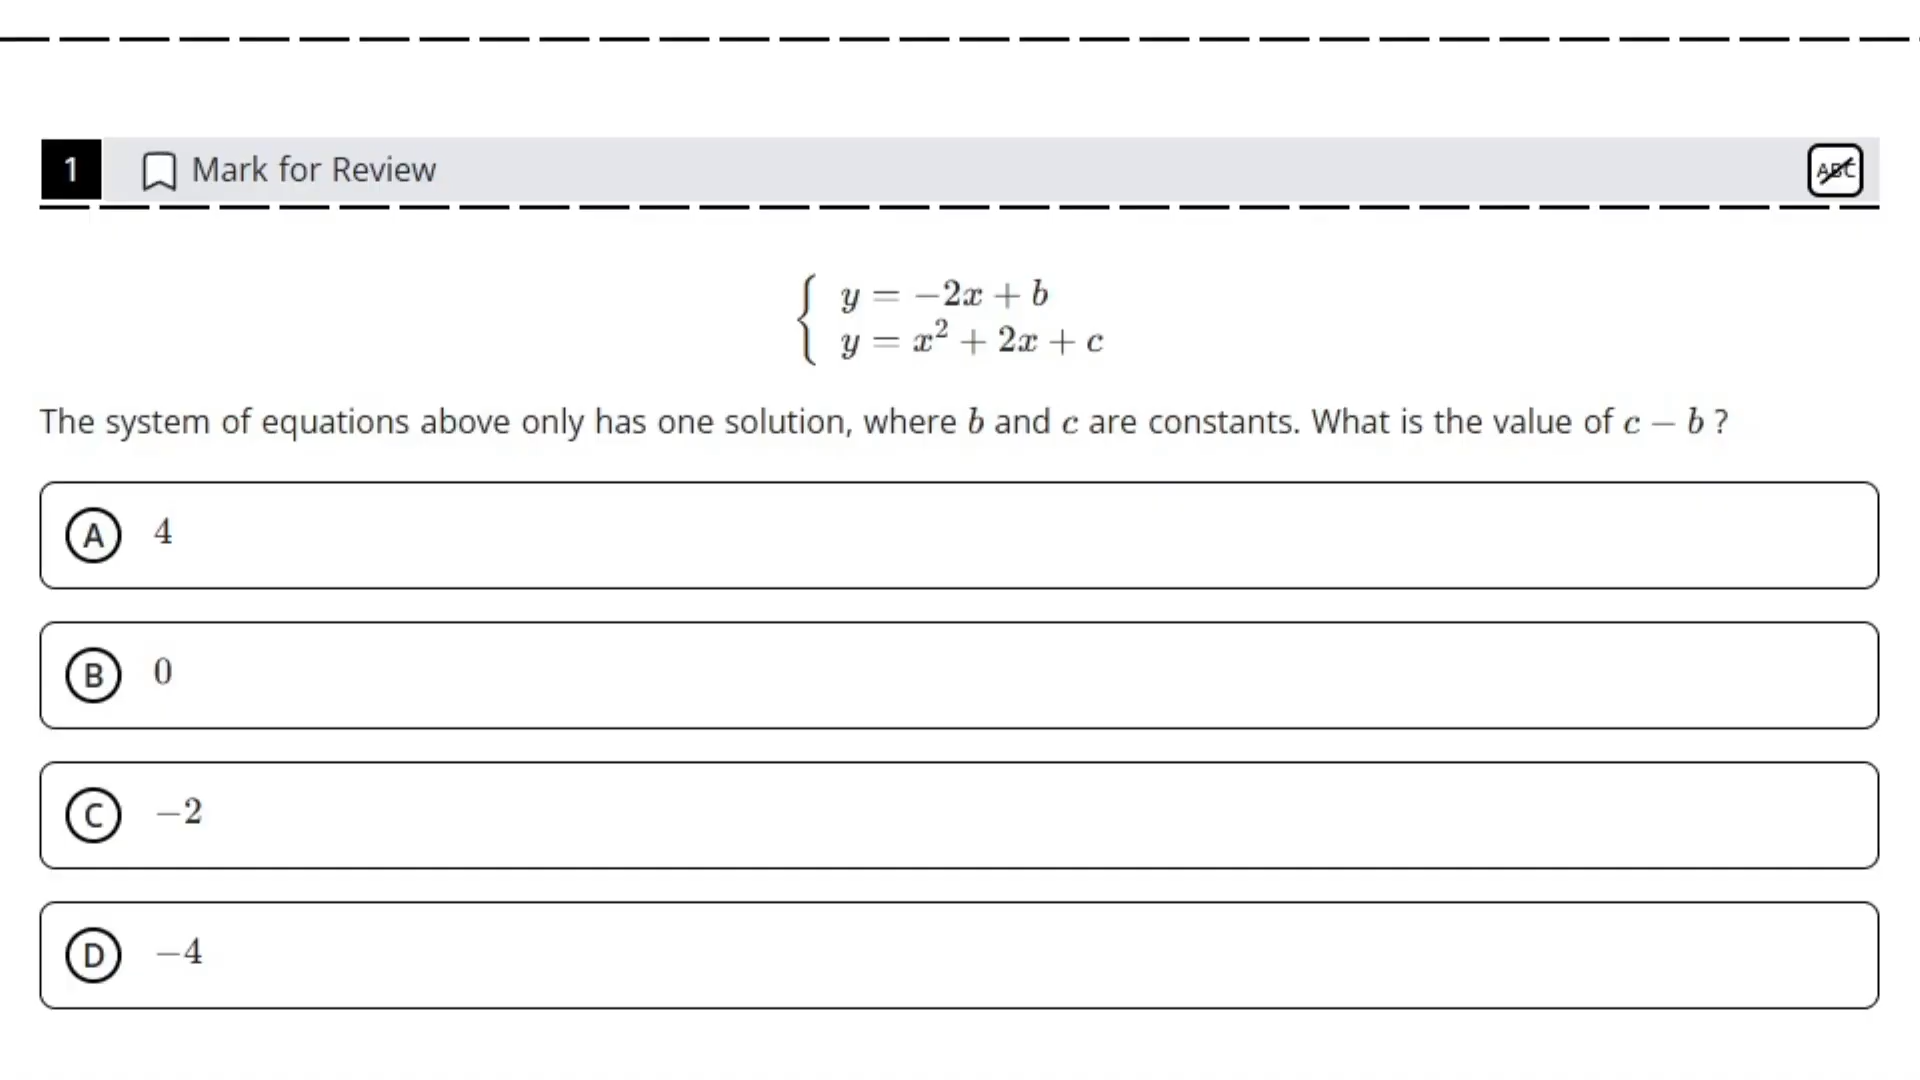 1 Mark for Review ABC
y = −2x + b
y = x² + 2x + c
The system of equations above only has one solution, where b and c are constants. What is the value of c − b ?
A 4
B 0
C −2
D −4